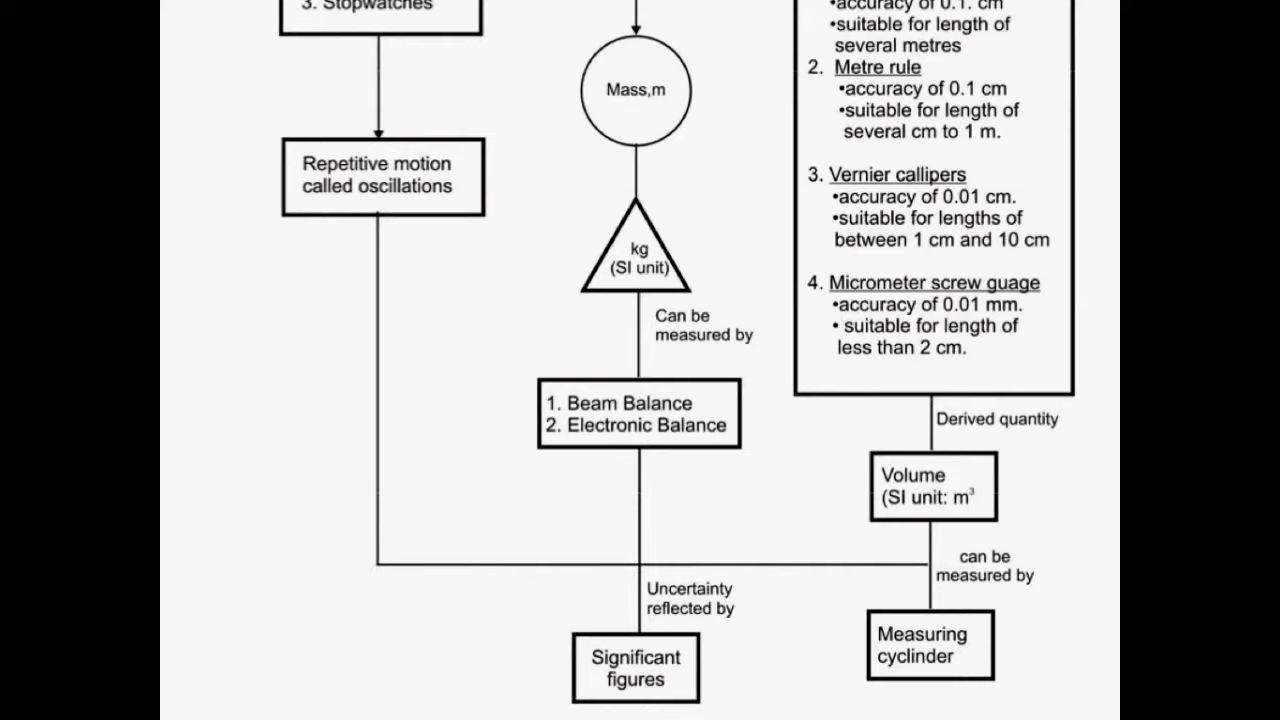 3. Stopwatches
Repetitive motion
called oscillations
Mass,m
kg
(SI unit)
Can be
measured by
1. Beam Balance
2. Electronic Balance
Uncertainty
reflected by
Significant
figures
•accuracy of 0.1. cm
•suitable for length of
several metres
2. Metre rule
•accuracy of 0.1 cm
•suitable for length of
several cm to 1 m.
3. Vernier callipers
•accuracy of 0.01 cm.
•suitable for lengths of
between 1 cm and 10 cm
4. Micrometer screw guage
•accuracy of 0.01 mm.
• suitable for length of
less than 2 cm.
Derived quantity
Volume
(SI unit: m³
can be
measured by
Measuring
cyclinder